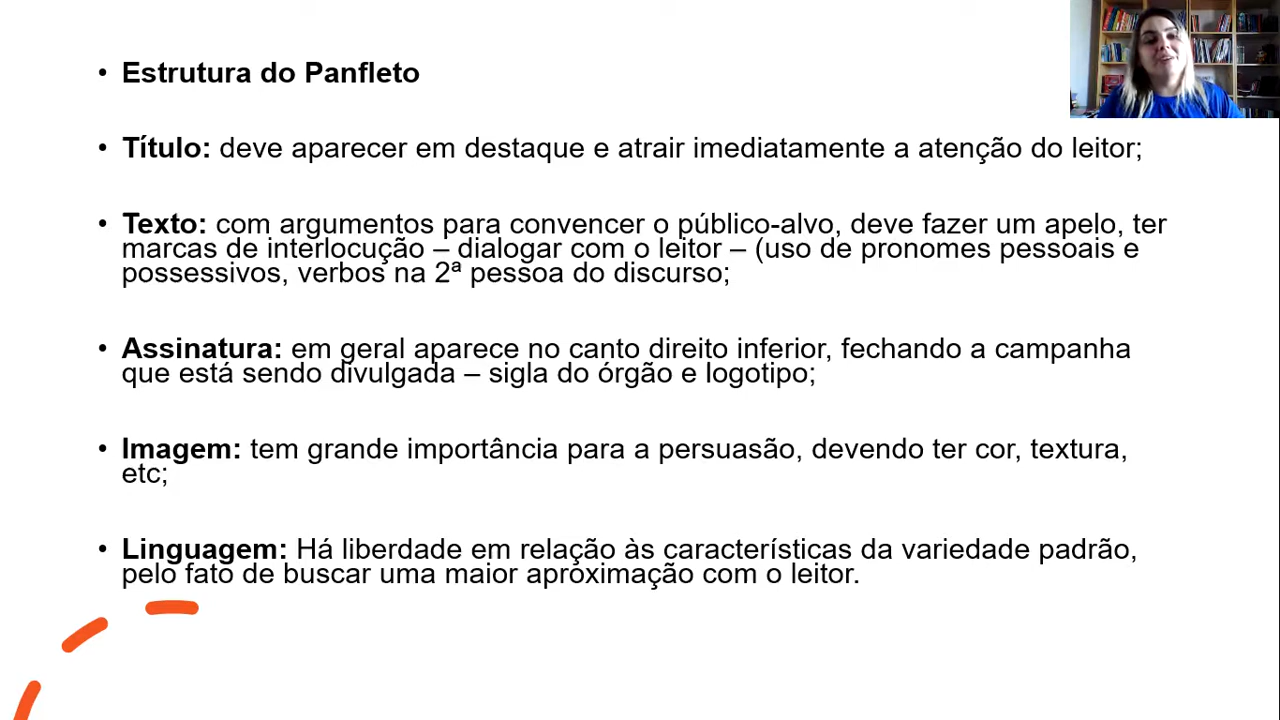 • Estrutura do Panfleto
• Título: deve aparecer em destaque e atrair imediatamente a atenção do leitor;
• Texto: com argumentos para convencer o público-alvo, deve fazer um apelo, ter
marcas de interlocução – dialogar com o leitor – (uso de pronomes pessoais e
possessivos, verbos na 2ª pessoa do discurso;
• Assinatura: em geral aparece no canto direito inferior, fechando a campanha
que está sendo divulgada – sigla do órgão e logotipo;
• Imagem: tem grande importância para a persuasão, devendo ter cor, textura,
etc;
• Linguagem: Há liberdade em relação às características da variedade padrão,
pelo fato de buscar uma maior aproximação com o leitor.